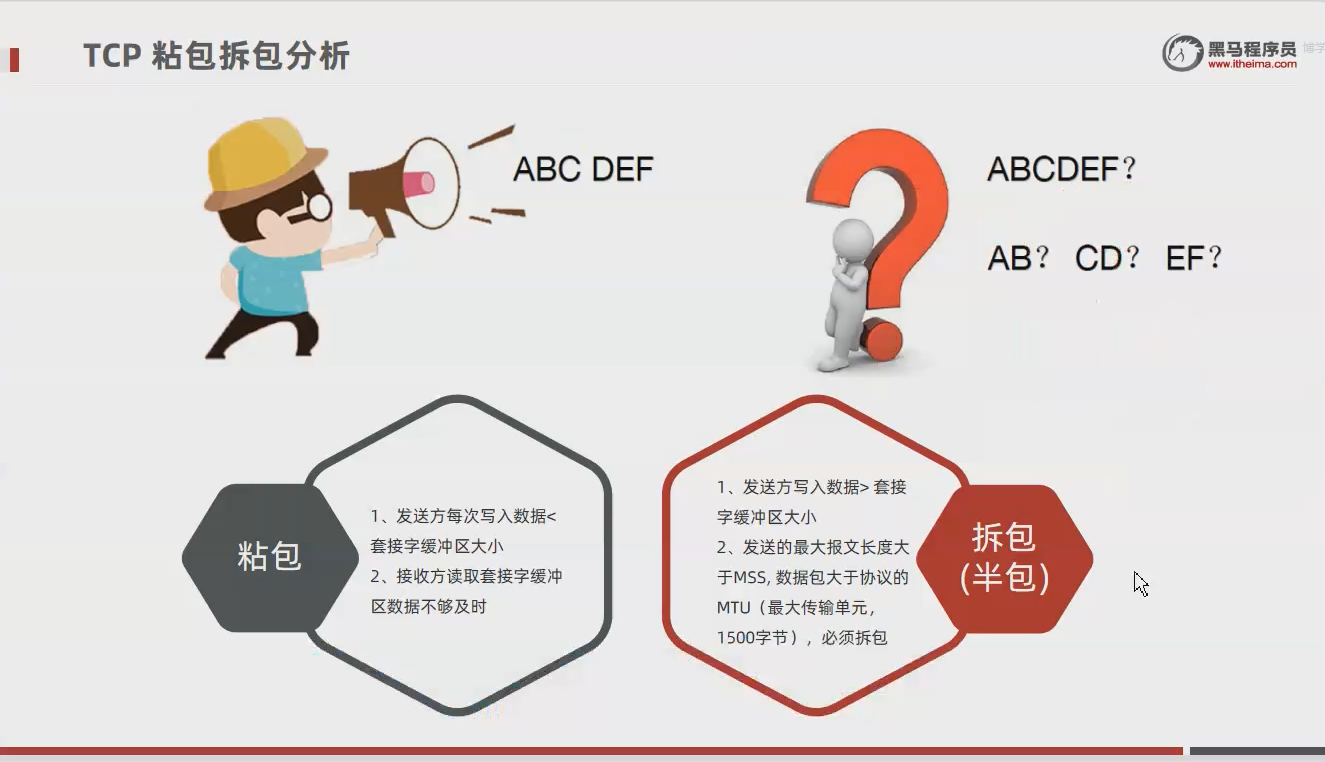 TCP 粘包拆包分析
黑马程序员
www.itheima.com
博学
ABC DEF
ABCDEF?
AB? CD? EF?
粘包
1、发送方每次写入数据<
套接字缓冲区大小
2、接收方读取套接字缓冲
区数据不够及时
1、发送方写入数据> 套接
字缓冲区大小
2、发送的最大报文长度大
于MSS, 数据包大于协议的
MTU（最大传输单元，
1500字节），必须拆包
拆包
(半包)